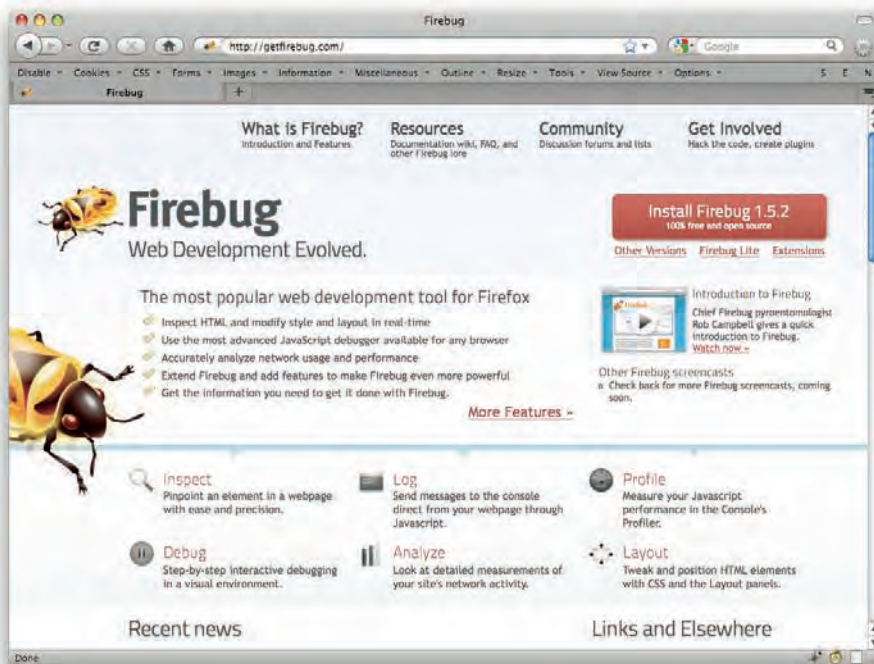 Firebug
http://getfirebug.com/
Google
Disable Cookies CSS Forms Images Information Miscellaneous Outline Resize Tools View Source Options S E N
Firebug +
What is Firebug?
Introduction and Features
Resources
Documentation wiki, FAQ, and
other Firebug lore
Community
Discussion forums and lists
Get Involved
Hack the code, create plugins
Firebug
Web Development Evolved.
Install Firebug 1.5.2
100% free and open source
Other Versions Firebug Lite Extensions
The most popular web development tool for Firefox
Inspect HTML and modify style and layout in real-time
Use the most advanced JavaScript debugger available for any browser
Accurately analyze network usage and performance
Extend Firebug and add features to make Firebug even more powerful
Get the information you need to get it done with Firebug.
More Features »
Introduction to Firebug
Chief Firebug pyroentomologist
Rob Campbell gives a quick
introduction to Firebug.
Watch now »
Other Firebug screencasts
Check back for more Firebug screencasts, coming
soon.
Inspect
Pinpoint an element in a webpage
with ease and precision.
Log
Send messages to the console
direct from your webpage through
Javascript.
Profile
Measure your Javascript
performance in the Console's
Profiler.
Debug
Step-by-step interactive debugging
in a visual environment.
Analyze
Look at detailed measurements of
your site's network activity.
Layout
Tweak and position HTML elements
with CSS and the Layout panels.
Recent news
Links and Elsewhere
Done